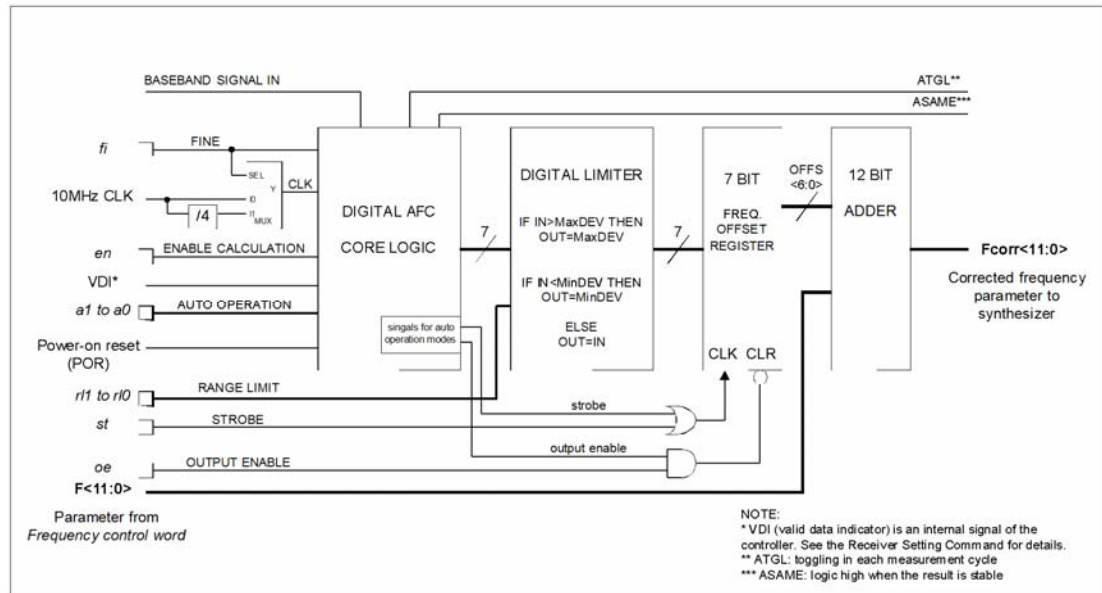 BASEBAND SIGNAL IN
ATGL**
ASAME***
fi
FINE
SEL
Y
CLK
10MHz CLK
I0
/4
I1
MUX
en
ENABLE CALCULATION
VDI*
a1 to a0
AUTO OPERATION
Power-on reset
(POR)
DIGITAL AFC
CORE LOGIC
singals for auto
operation modes
7
DIGITAL LIMITER
IF IN>MaxDEV THEN
OUT=MaxDEV
IF IN<MinDEV THEN
OUT=MinDEV
ELSE
OUT=IN
7
7 BIT
FREQ.
OFFSET
REGISTER
CLK CLR
OFFS
<6:0>
12 BIT
ADDER
Fcorr<11:0>
Corrected frequency
parameter to
synthesizer
rl1 to rl0
RANGE LIMIT
strobe
st
STROBE
output enable
oe
OUTPUT ENABLE
F<11:0>
Parameter from
Frequency control word
NOTE:
* VDI (valid data indicator) is an internal signal of the
controller. See the Receiver Setting Command for details.
** ATGL: toggling in each measurement cycle
*** ASAME: logic high when the result is stable